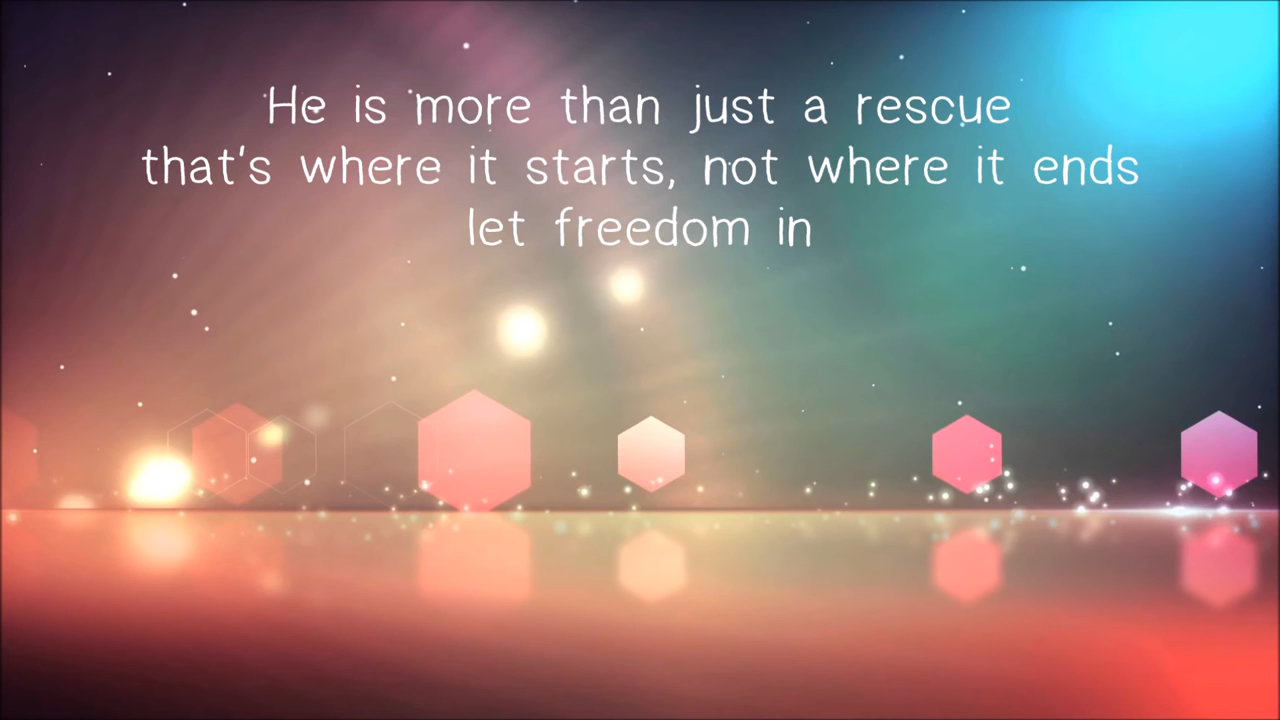 He is more than just a rescue
that's where it starts, not where it ends
let freedom in